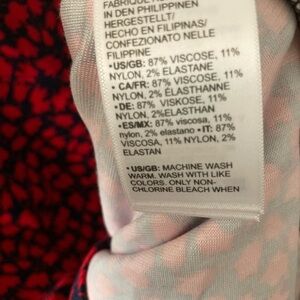 FABRIQUÉ
IN DEN PHILIPPINEN
HERGESTELLT/
HECHO EN FILIPINAS/
CONFEZIONATO NELLE
FILIPPINE
• US/GB: 87% VISCOSE, 11%
NYLON, 2% ELASTANE
• CA/FR: 87% VISCOSE, 11%
NYLON, 2% ÉLASTHANNE
• DE: 87% VISKOSE, 11%
NYLON, 2% ELASTHAN
• ES/MX: 87% viscosa, 11%
nylon, 2% elastano • IT: 87%
VISCOSA, 11% NYLON, 2%
ELASTAN
• US/GB: MACHINE WASH
WARM, WASH WITH LIKE
COLORS. ONLY NON-
CHLORINE BLEACH WHEN